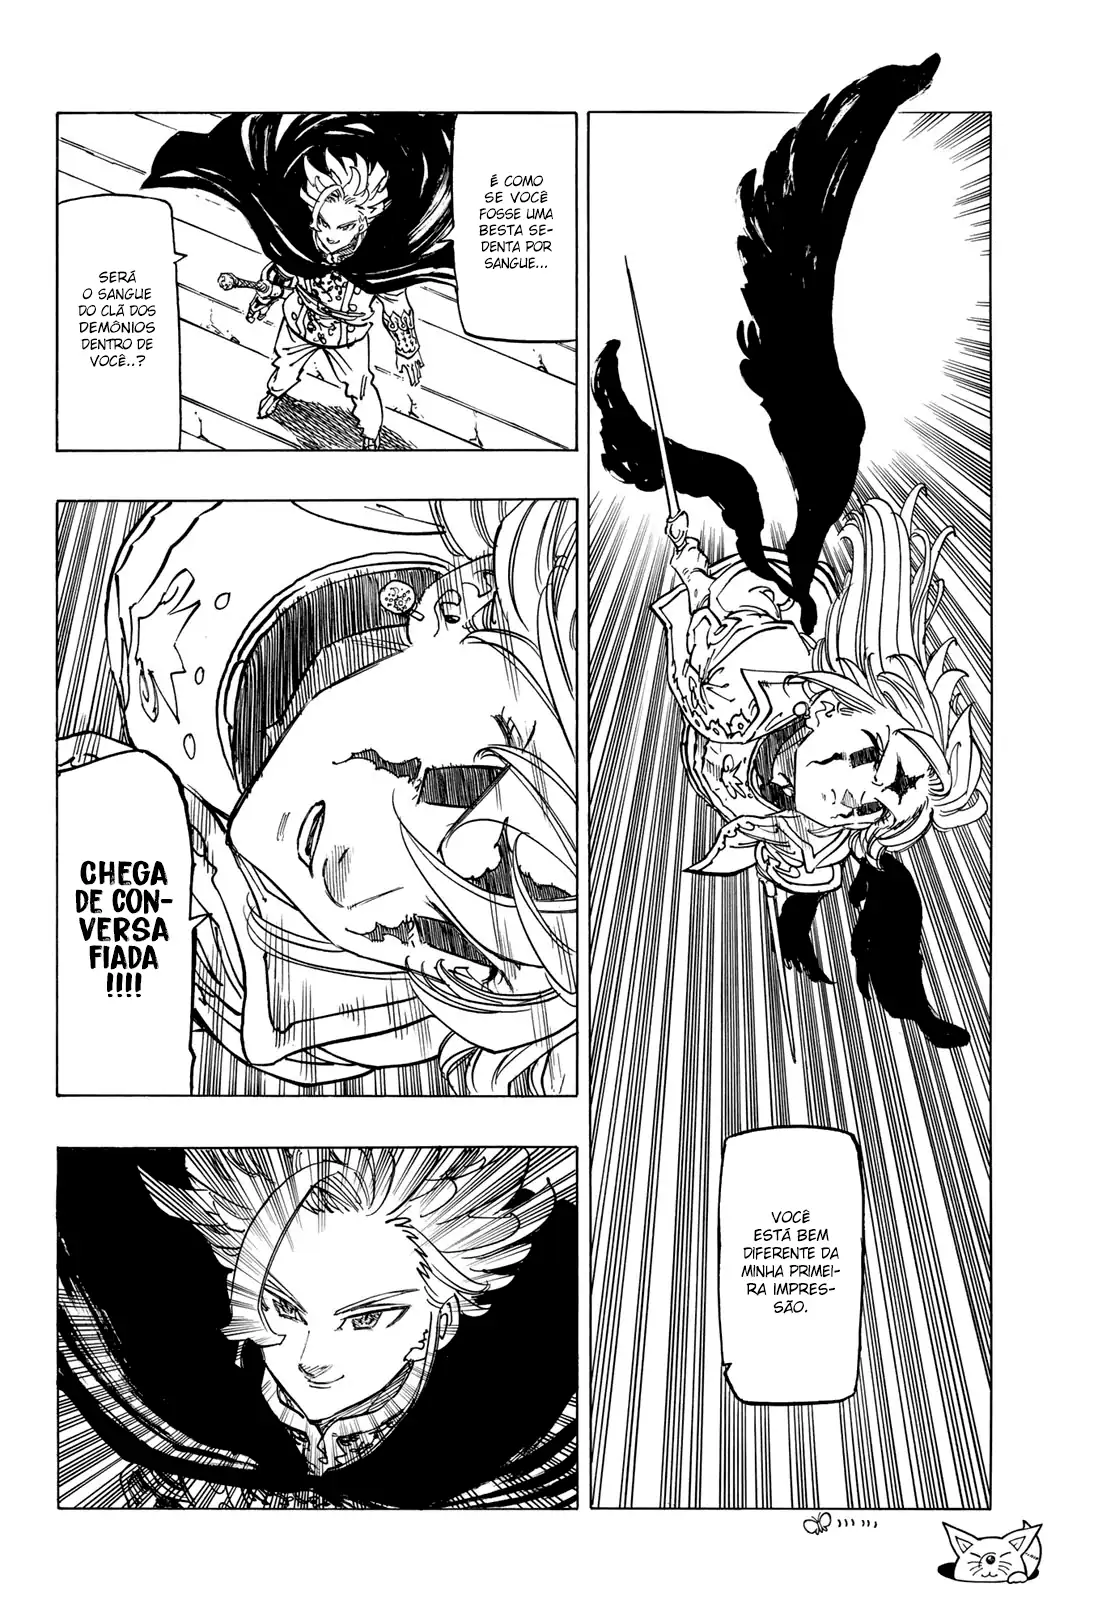 VOCÊ
ESTÁ BEM
DIFERENTE DA
MINHA PRIMEI-
RA IMPRES-
SÃO.
É COMO
SE VOCÊ
FOSSE UMA
BESTA SE-
DENTA POR
SANGUE...
SERÁ
O SANGUE
DO CLÃ DOS
DEMÔNIOS
DENTRO DE
VOCÊ..?
CHEGA
DE CON-
VERSA
FIADA
!!!!